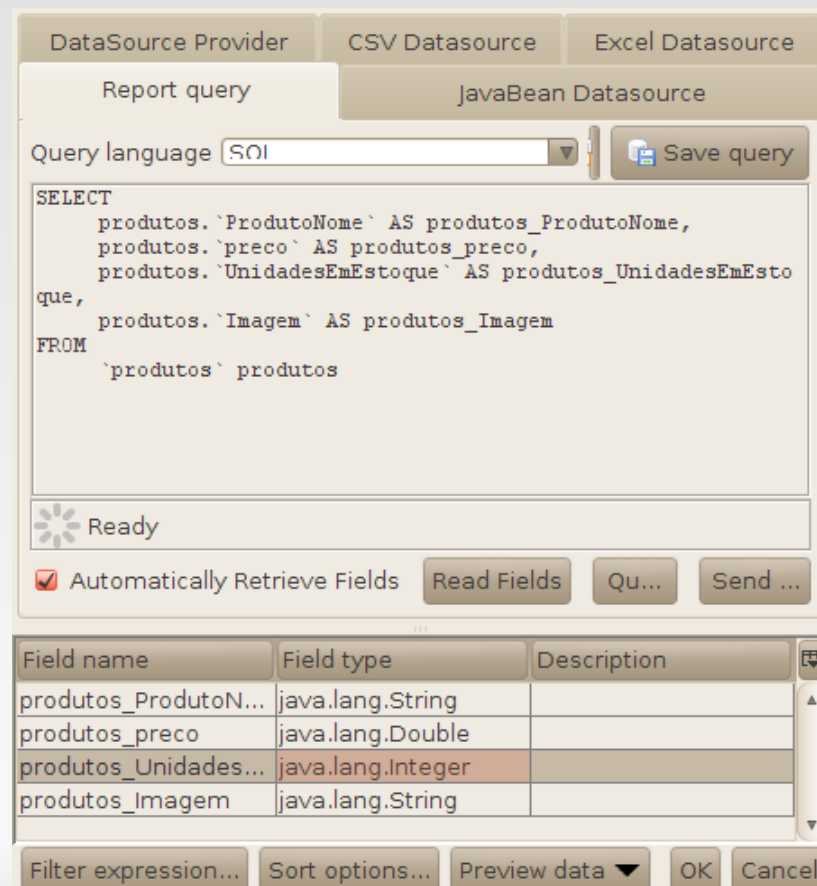 DataSource Provider CSV Datasource Excel Datasource
Report query JavaBean Datasource
Query language SQL Save query
SELECT
produtos.`ProdutoNome` AS produtos_ProdutoNome,
produtos.`preco` AS produtos_preco,
produtos.`UnidadesEmEstoque` AS produtos_UnidadesEmEsto
que,
produtos.`Imagem` AS produtos_Imagem
FROM
`produtos` produtos
Ready
Automatically Retrieve Fields Read Fields Qu... Send ...
Field name Field type Description
produtos_ProdutoN... java.lang.String
produtos_preco java.lang.Double
produtos_Unidades... java.lang.Integer
produtos_Imagem java.lang.String
Filter expression... Sort options... Preview data OK Cancel